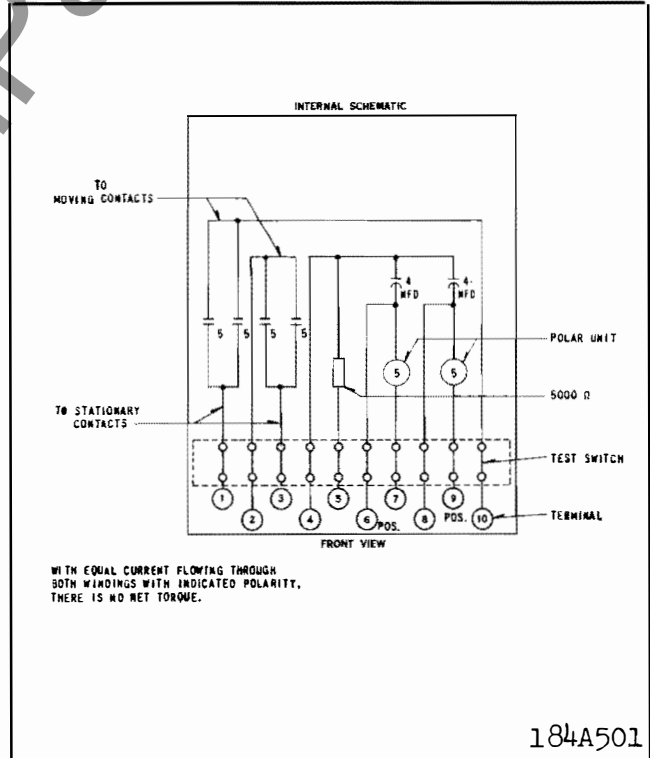 INTERNAL SCHEMATIC
TO
MOVING CONTACTS
4
MFD
4
MFD
5 5 5 5
POLAR UNIT
5 5
5000 Ω
TO STATIONARY
CONTACTS
TEST SWITCH
1 3 5 7 9
2 4 6 POS. 8 POS. 10
TERMINAL
FRONT VIEW
WITH EQUAL CURRENT FLOWING THROUGH
BOTH WINDINGS WITH INDICATED POLARITY,
THERE IS NO NET TORQUE.
184A501